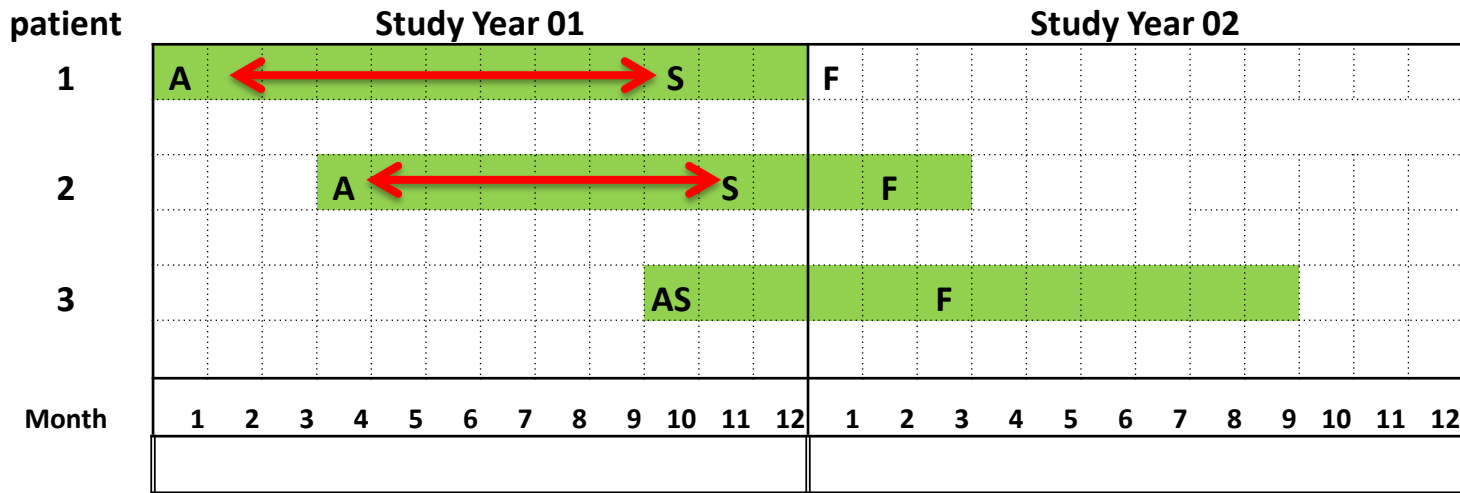 patient Study Year 01 Study Year 02
1 A S F
2 A S F
3 AS F
Month 1 2 3 4 5 6 7 8 9 10 11 12 1 2 3 4 5 6 7 8 9 10 11 12